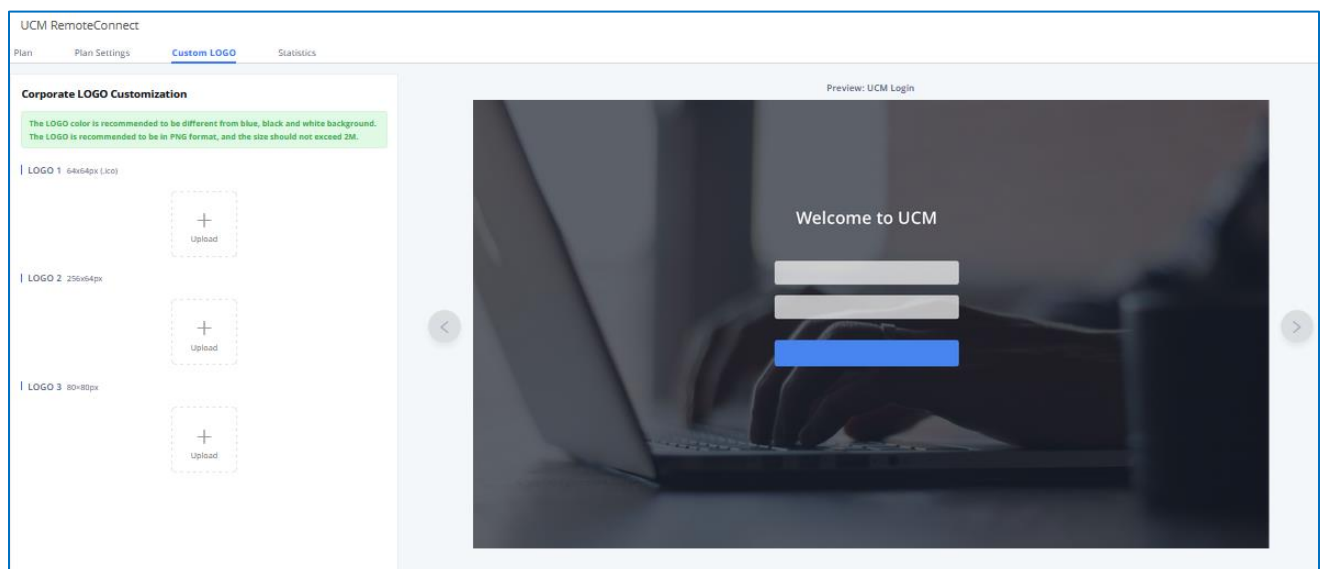 UCM RemoteConnect
Plan Plan Settings Custom LOGO Statistics
Corporate LOGO Customization
The LOGO color is recommended to be different from blue, black and white background.
The LOGO is recommended to be in PNG format, and the size should not exceed 2M.
LOGO 1 64x64px (.ico)
Upload
LOGO 2 256x64px
Upload
LOGO 3 80×80px
Upload
Preview: UCM Login
Welcome to UCM